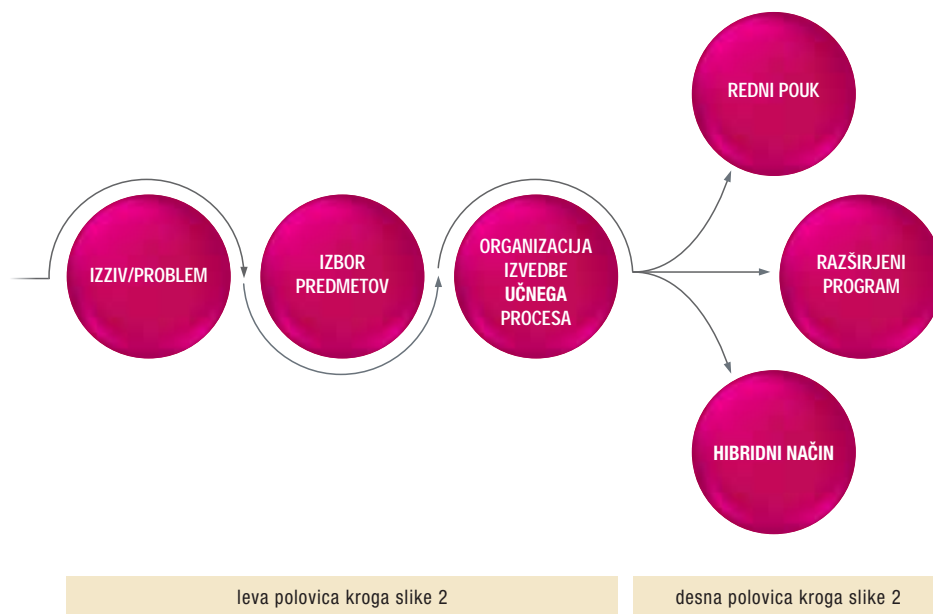 REDNI POUK
IZZIV/PROBLEM
IZBOR
PREDMETOV
ORGANIZACIJA
IZVEDBE
UČNEGA
PROCESA
RAZŠIRJENI
PROGRAM
HIBRIDNI NAČIN
leva polovica kroga slike 2
desna polovica kroga slike 2